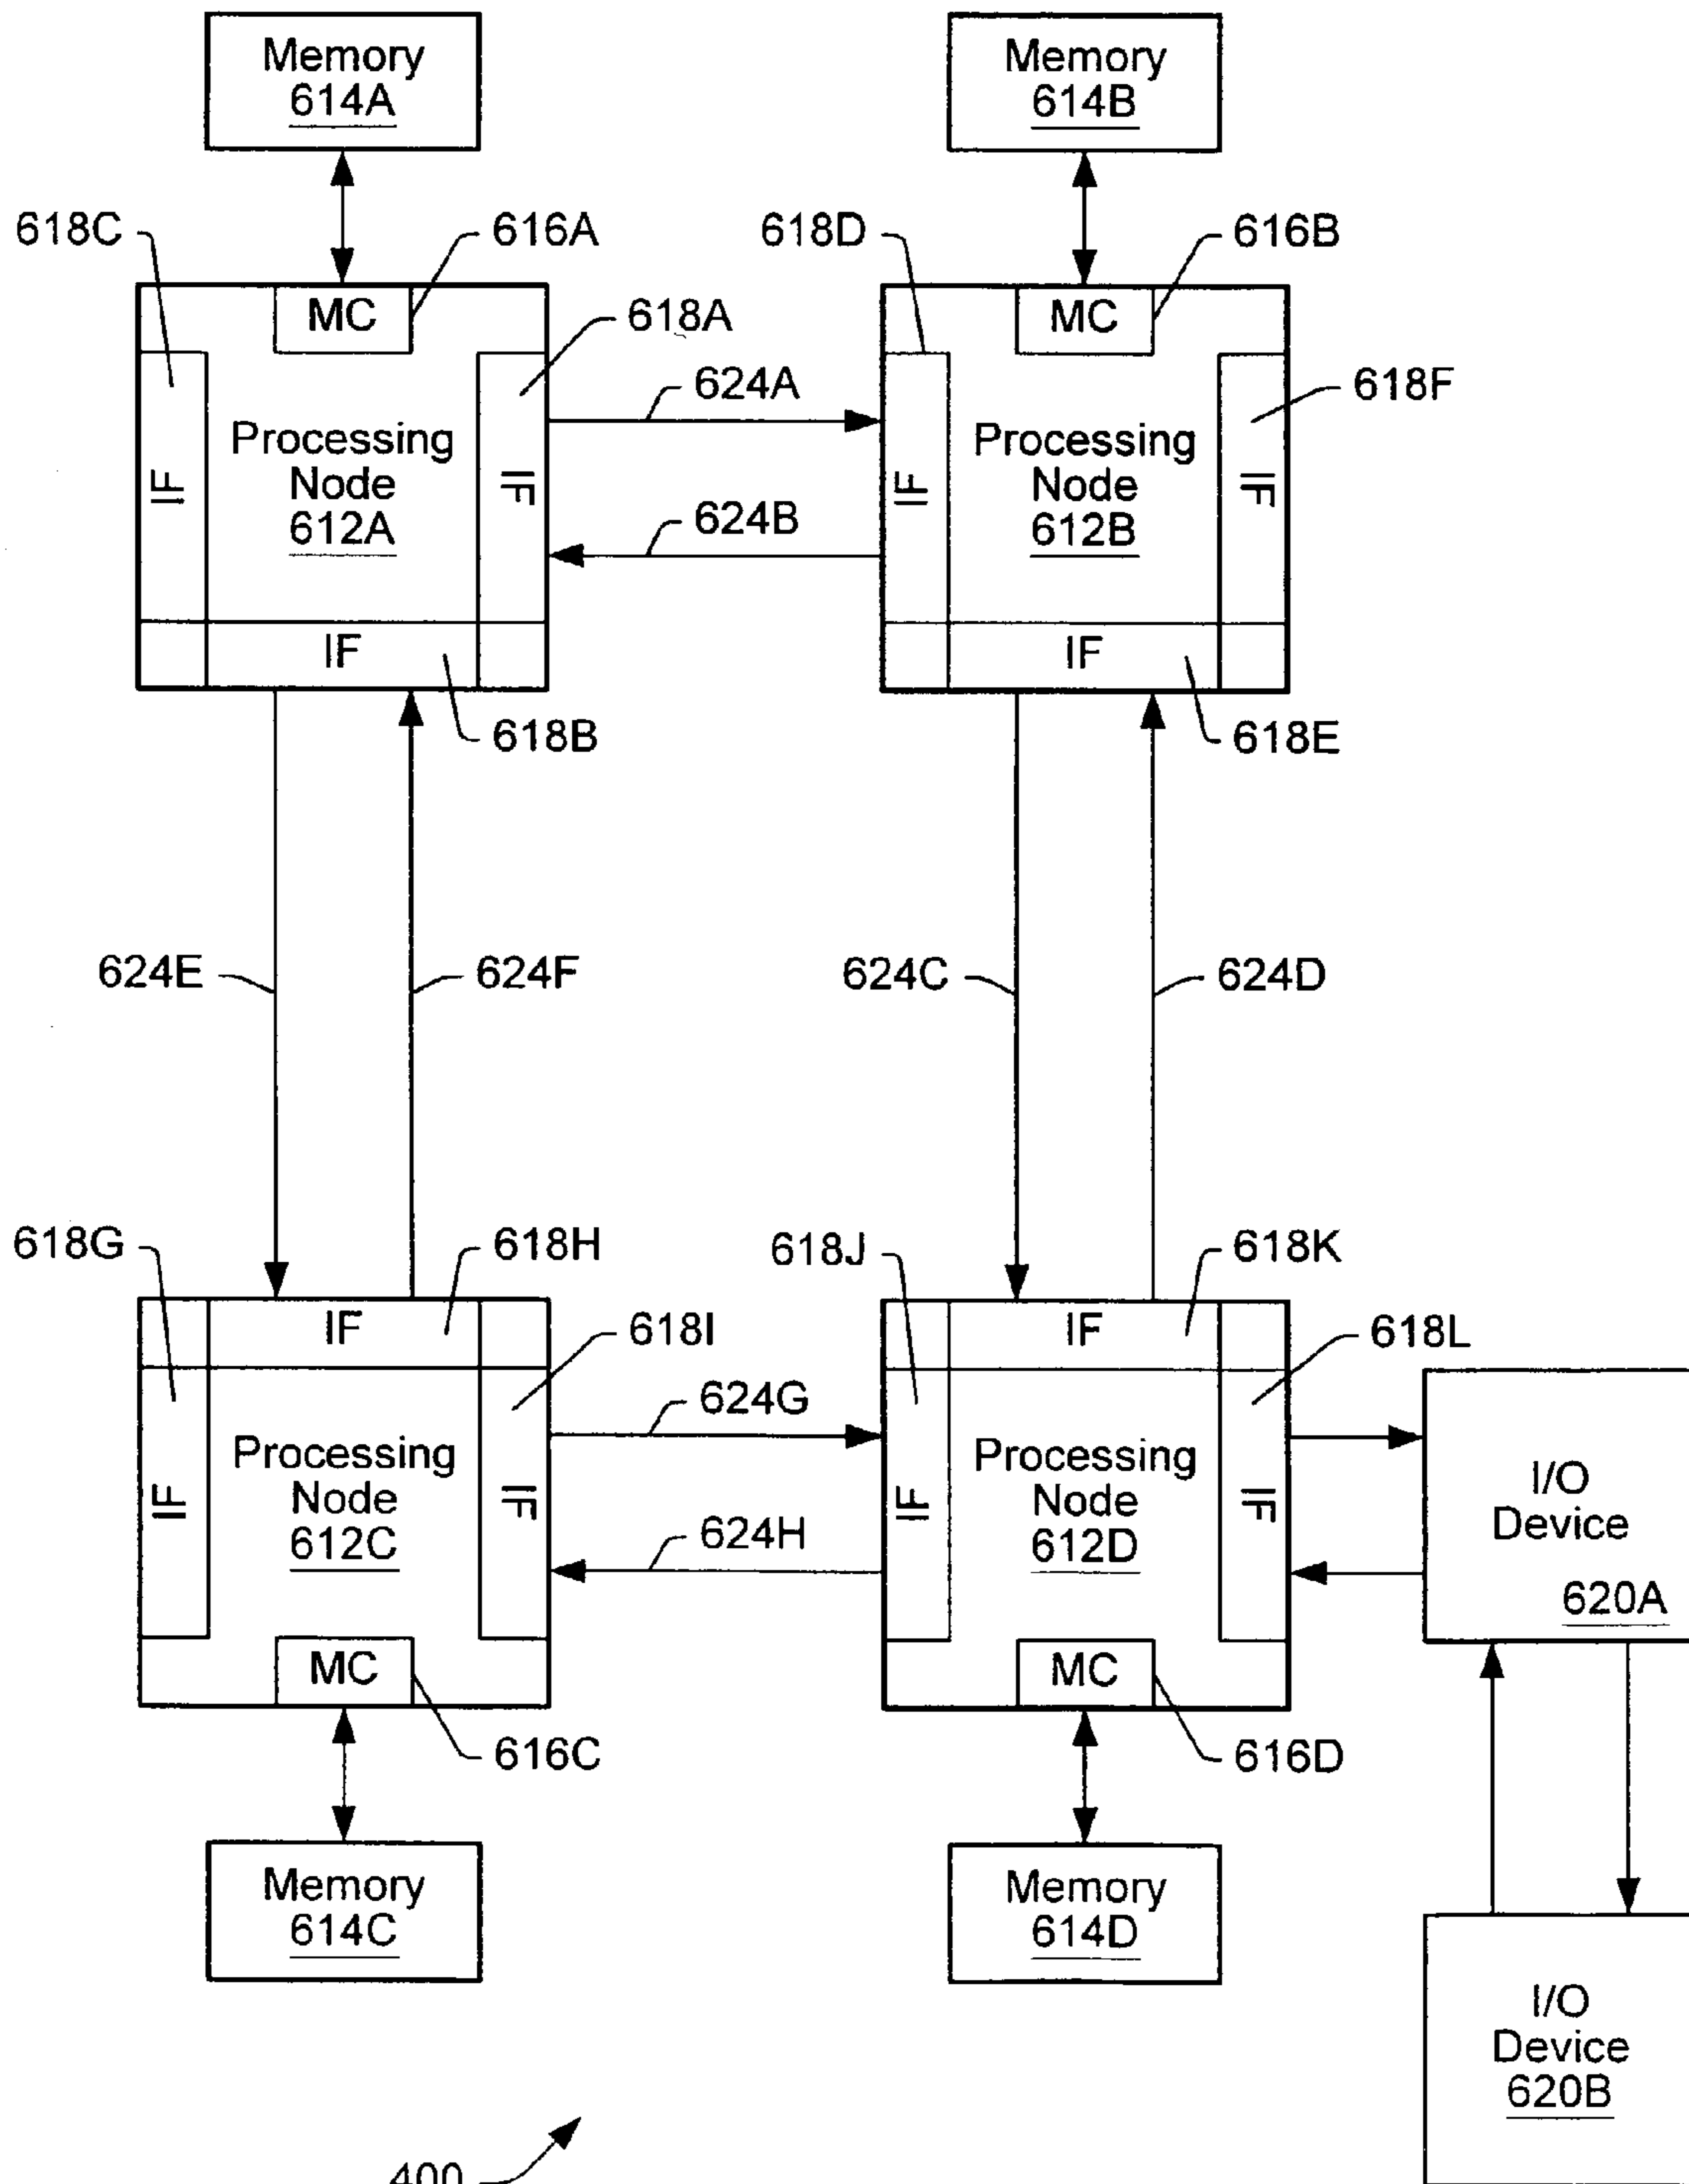 Memory
614A
Memory
614B
618C
616A
618D
616B
MC
618A
MC
618F
624A
Processing
Node
612A
IF
IF
Processing
Node
612B
IF
IF
624B
IF
IF
618B
618E
624E
624F
624C
624D
618G
618H
618J
618K
IF
618I
IF
618L
624G
Processing
Node
612C
IF
IF
Processing
Node
612D
IF
IF
I/O
Device
620A
624H
MC
MC
616C
616D
Memory
614C
Memory
614D
I/O
Device
620B
400